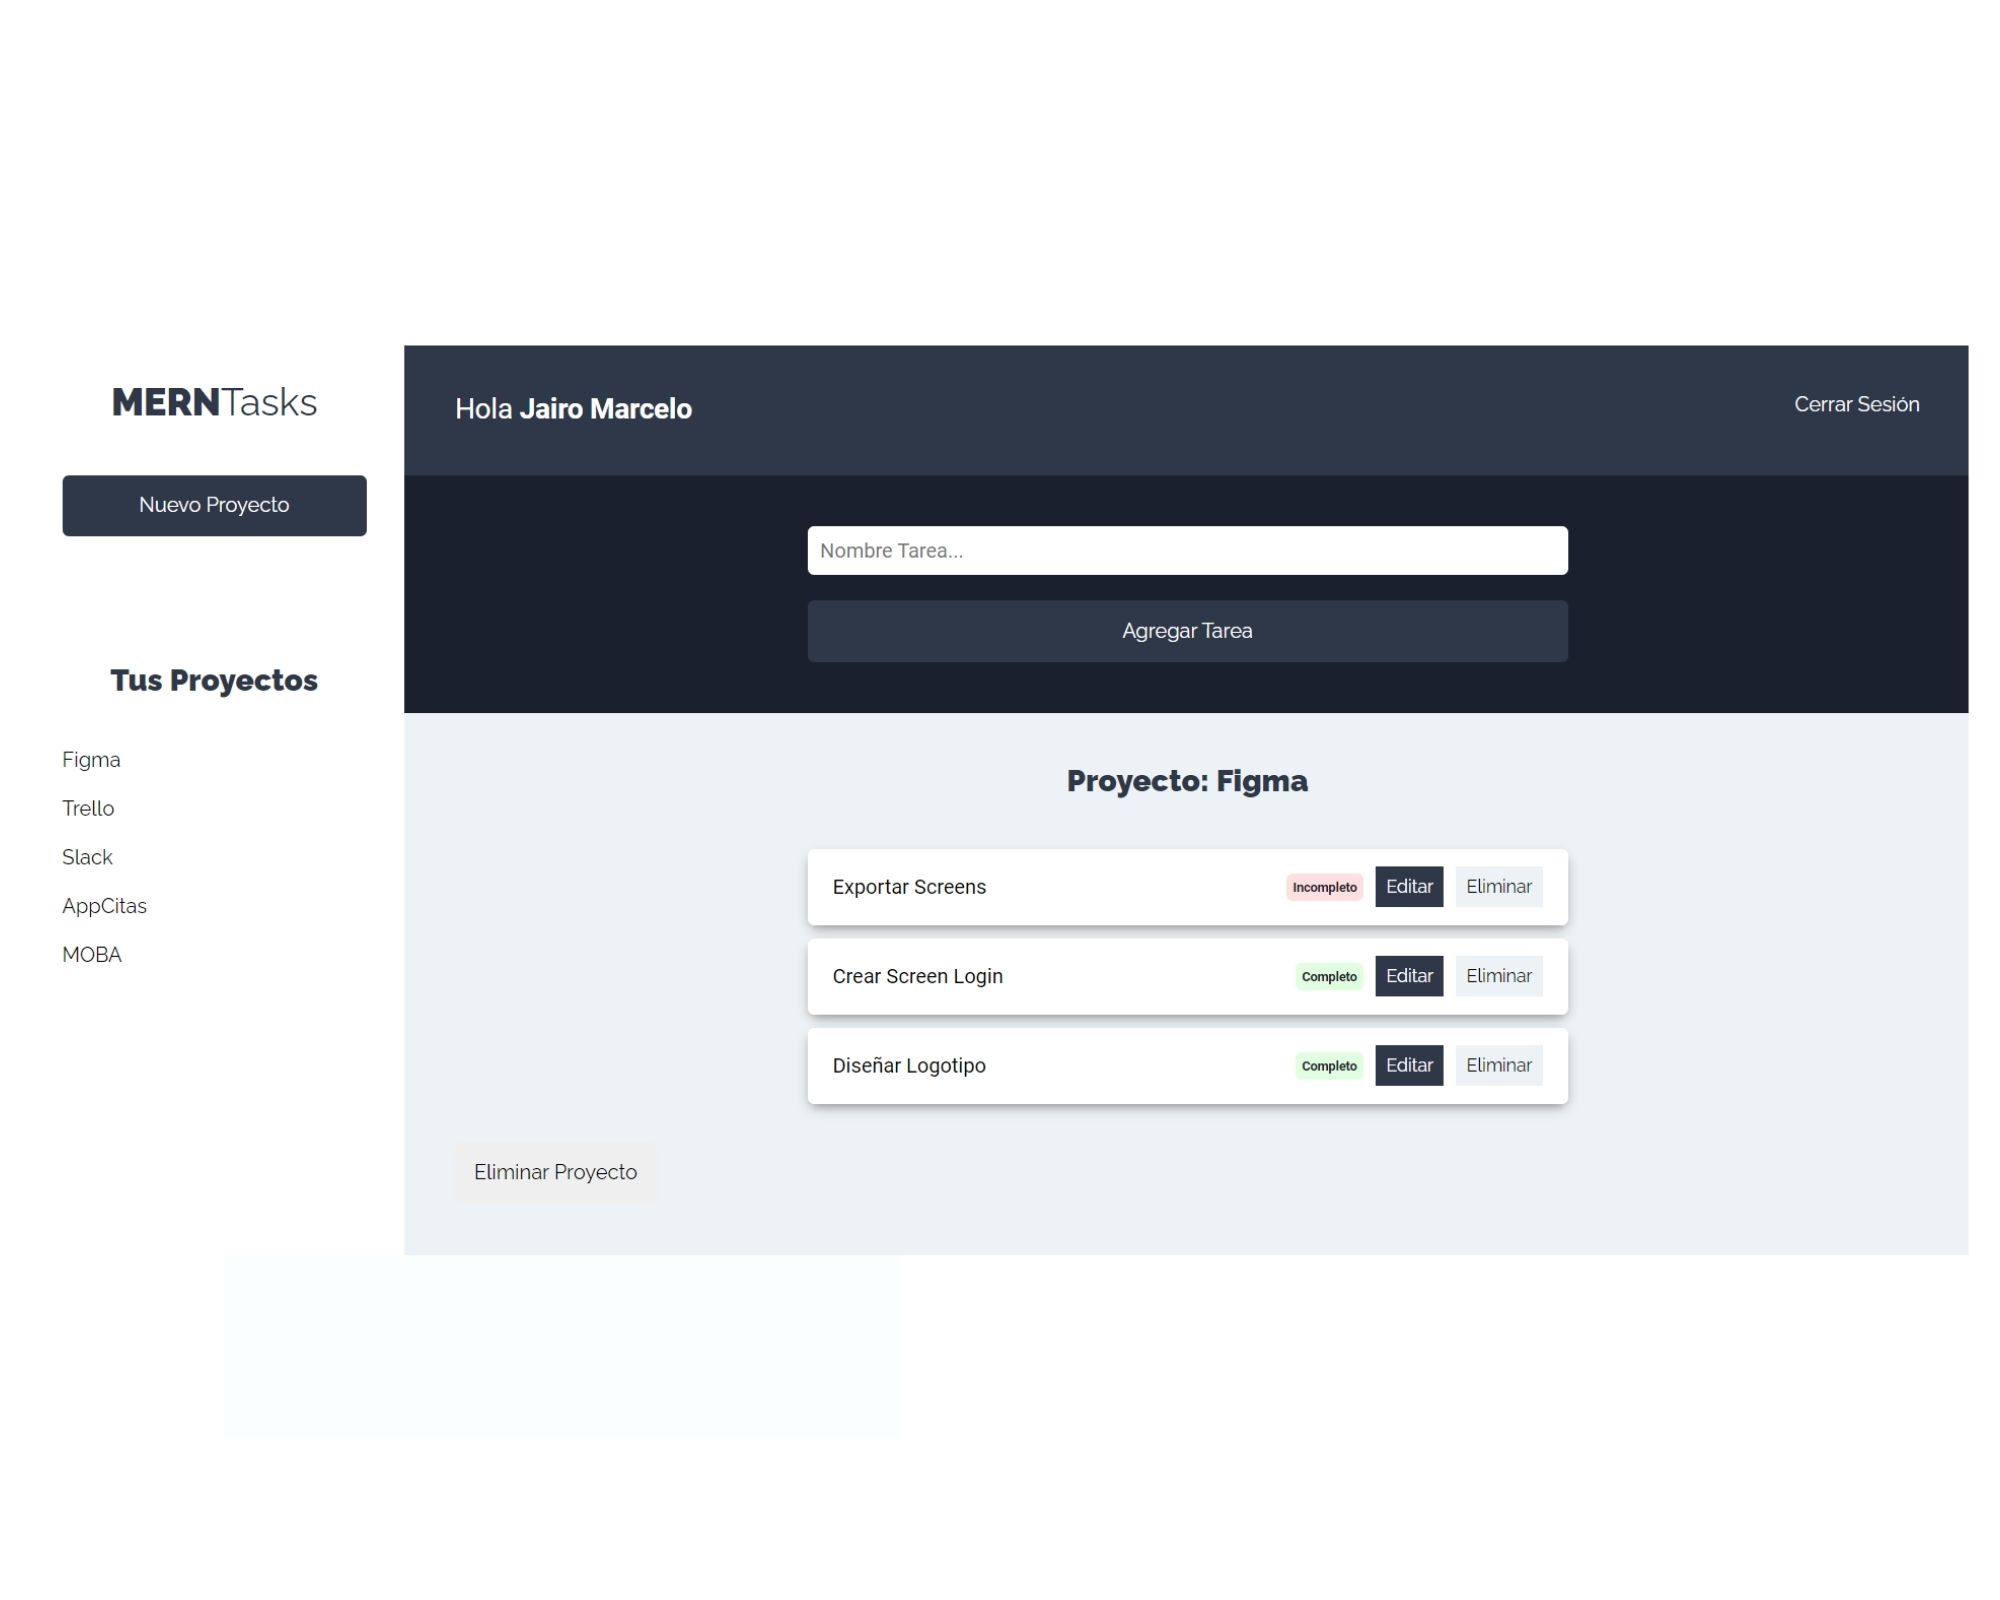 MERNTasks
Nuevo Proyecto
Tus Proyectos
Figma
Trello
Slack
AppCitas
MOBA
Hola Jairo Marcelo
Cerrar Sesión
Nombre Tarea...
Agregar Tarea
Proyecto: Figma
Exportar Screens Incompleto Editar Eliminar
Crear Screen Login Completo Editar Eliminar
Diseñar Logotipo Completo Editar Eliminar
Eliminar Proyecto